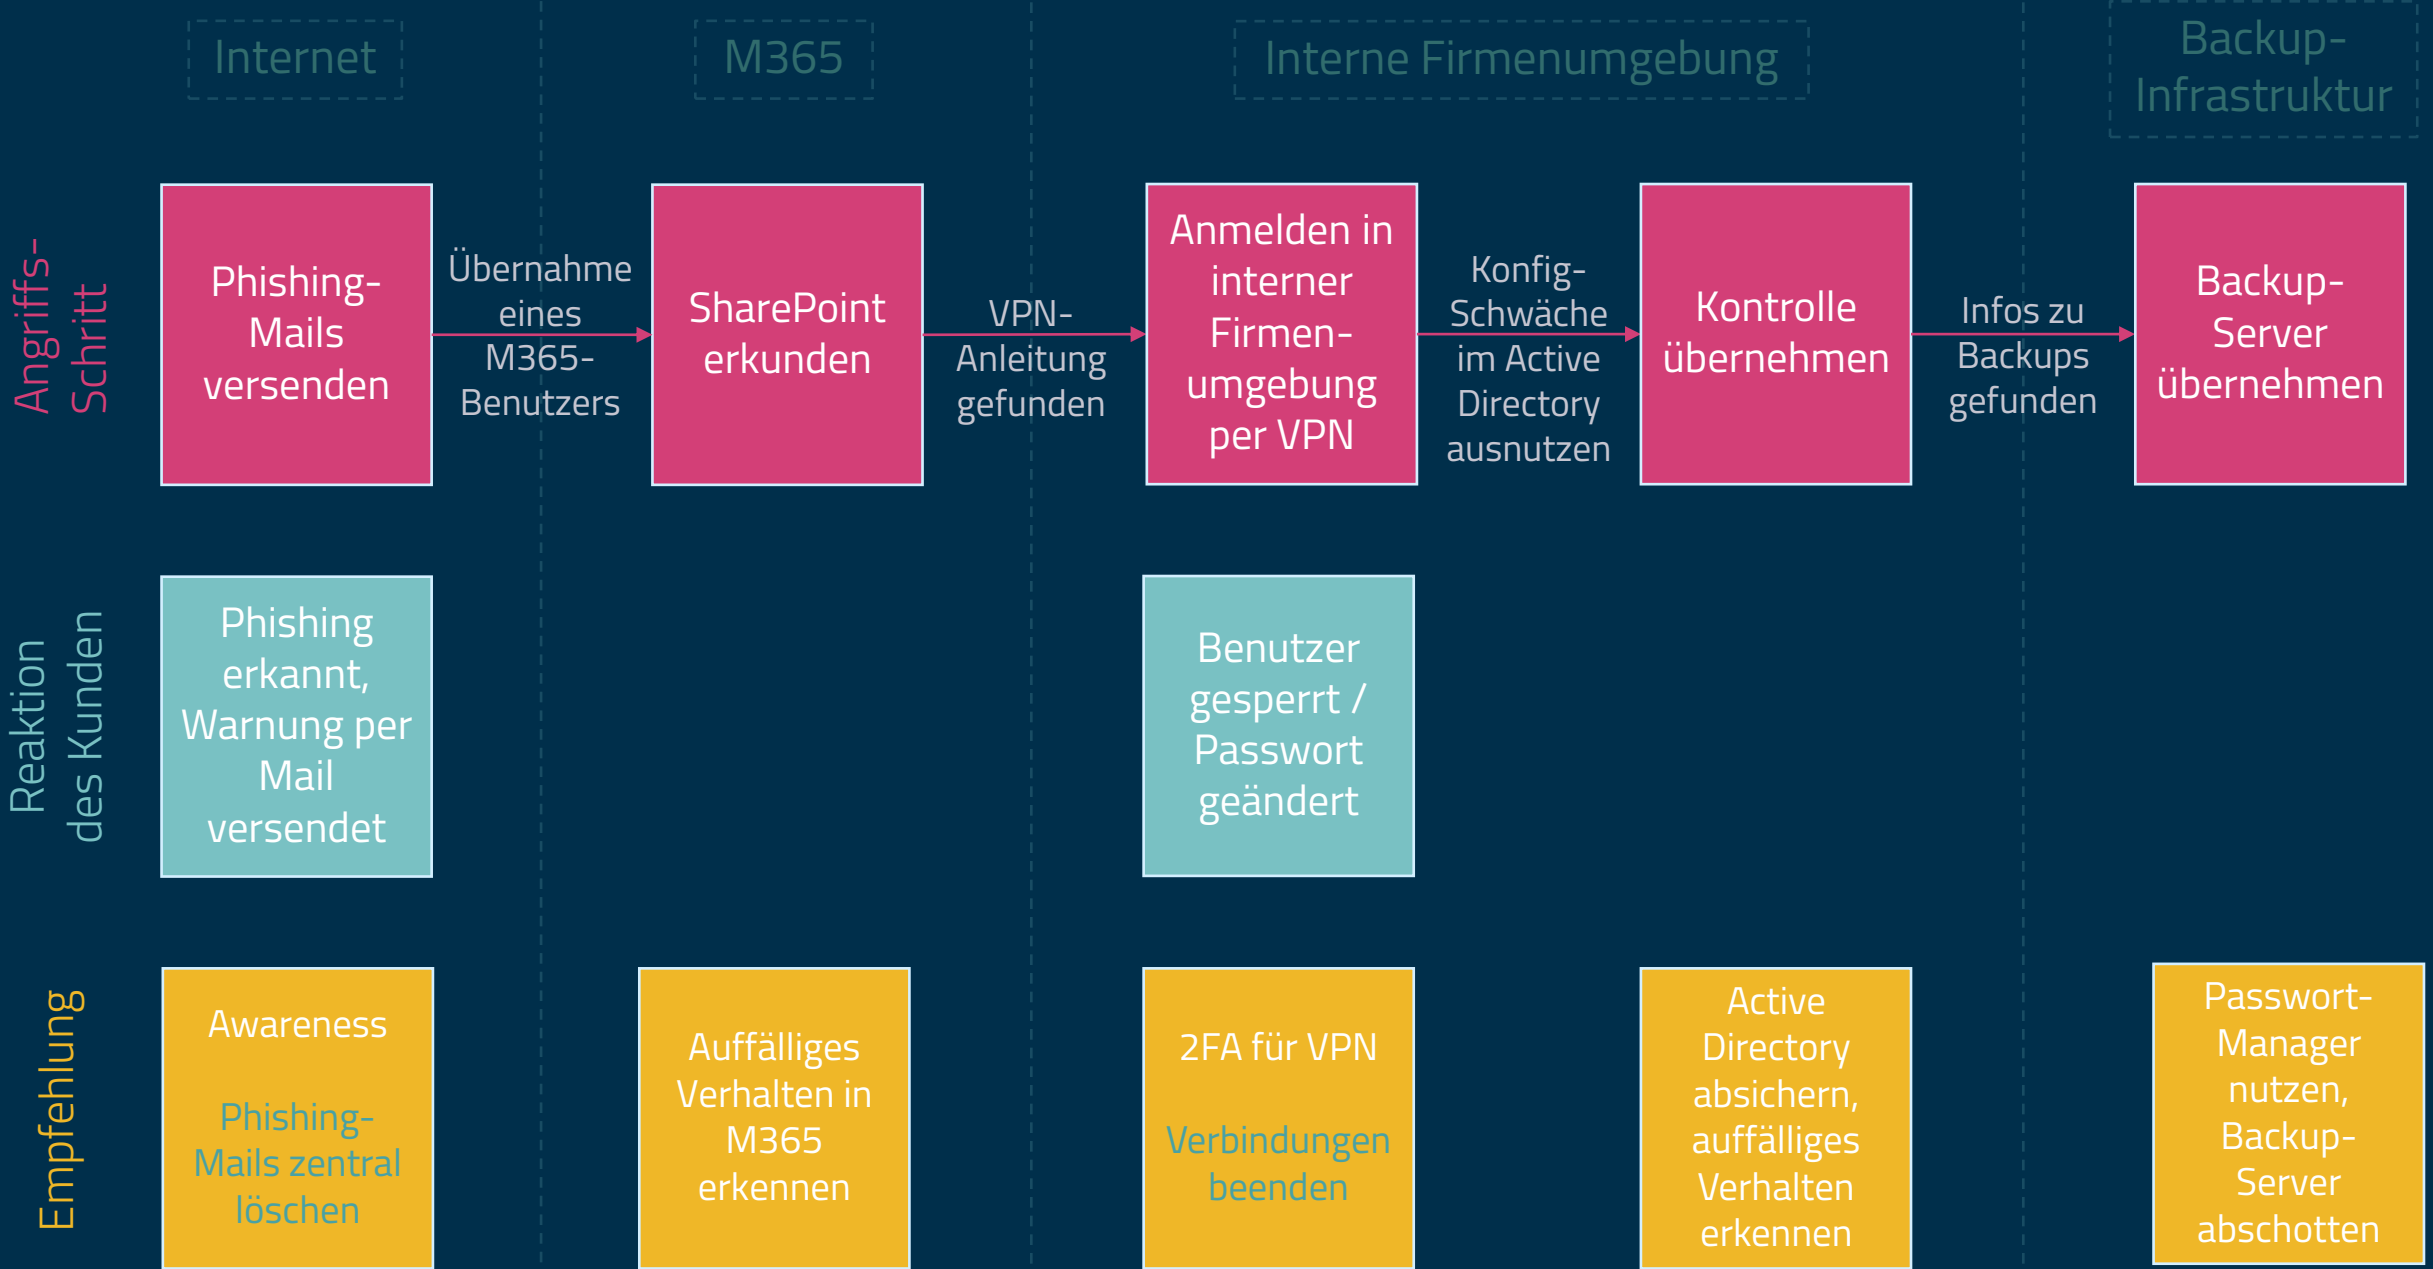 Internet
M365
Interne Firmenumgebung
Backup-
Infrastruktur
Angriffs-
Schritt
Phishing-
Mails
versenden
Übernahme
eines
M365-
Benutzers
SharePoint
erkunden
VPN-
Anleitung
gefunden
Anmelden in
interner
Firmen-
umgebung
per VPN
Konfig-
Schwäche
im Active
Directory
ausnutzen
Kontrolle
übernehmen
Infos zu
Backups
gefunden
Backup-
Server
übernehmen
Reaktion
des Kunden
Phishing
erkannt,
Warnung per
Mail
versendet
Benutzer
gesperrt /
Passwort
geändert
Empfehlung
Awareness
Phishing-
Mails zentral
löschen
Auffälliges
Verhalten in
M365
erkennen
2FA für VPN
Verbindungen
beenden
Active
Directory
absichern,
auffälliges
Verhalten
erkennen
Passwort-
Manager
nutzen,
Backup-
Server
abschotten